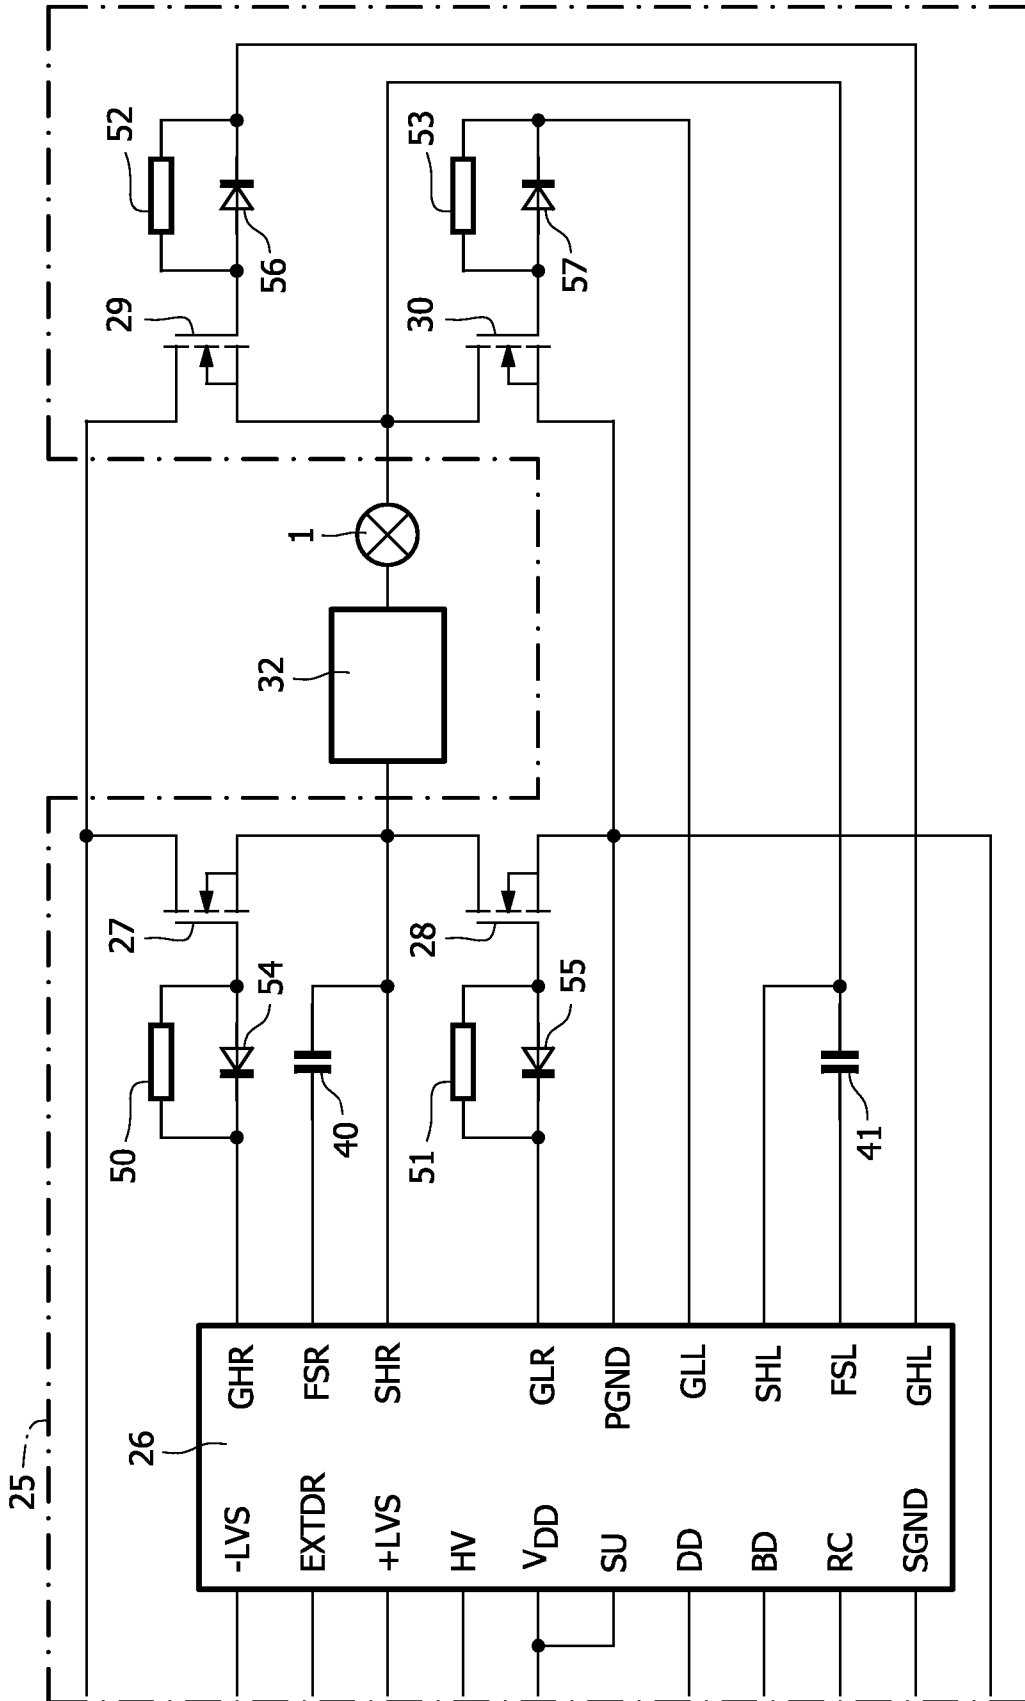 25
26
-LVS
EXTDR
+LVS
HV
VDD
SU
DD
BD
RC
SGND
GHR
FSR
SHR
GLR
PGND
GLL
SHL
FSL
GHL
50
54
40
51
55
41
27
28
32
1
29
30
52
56
53
57